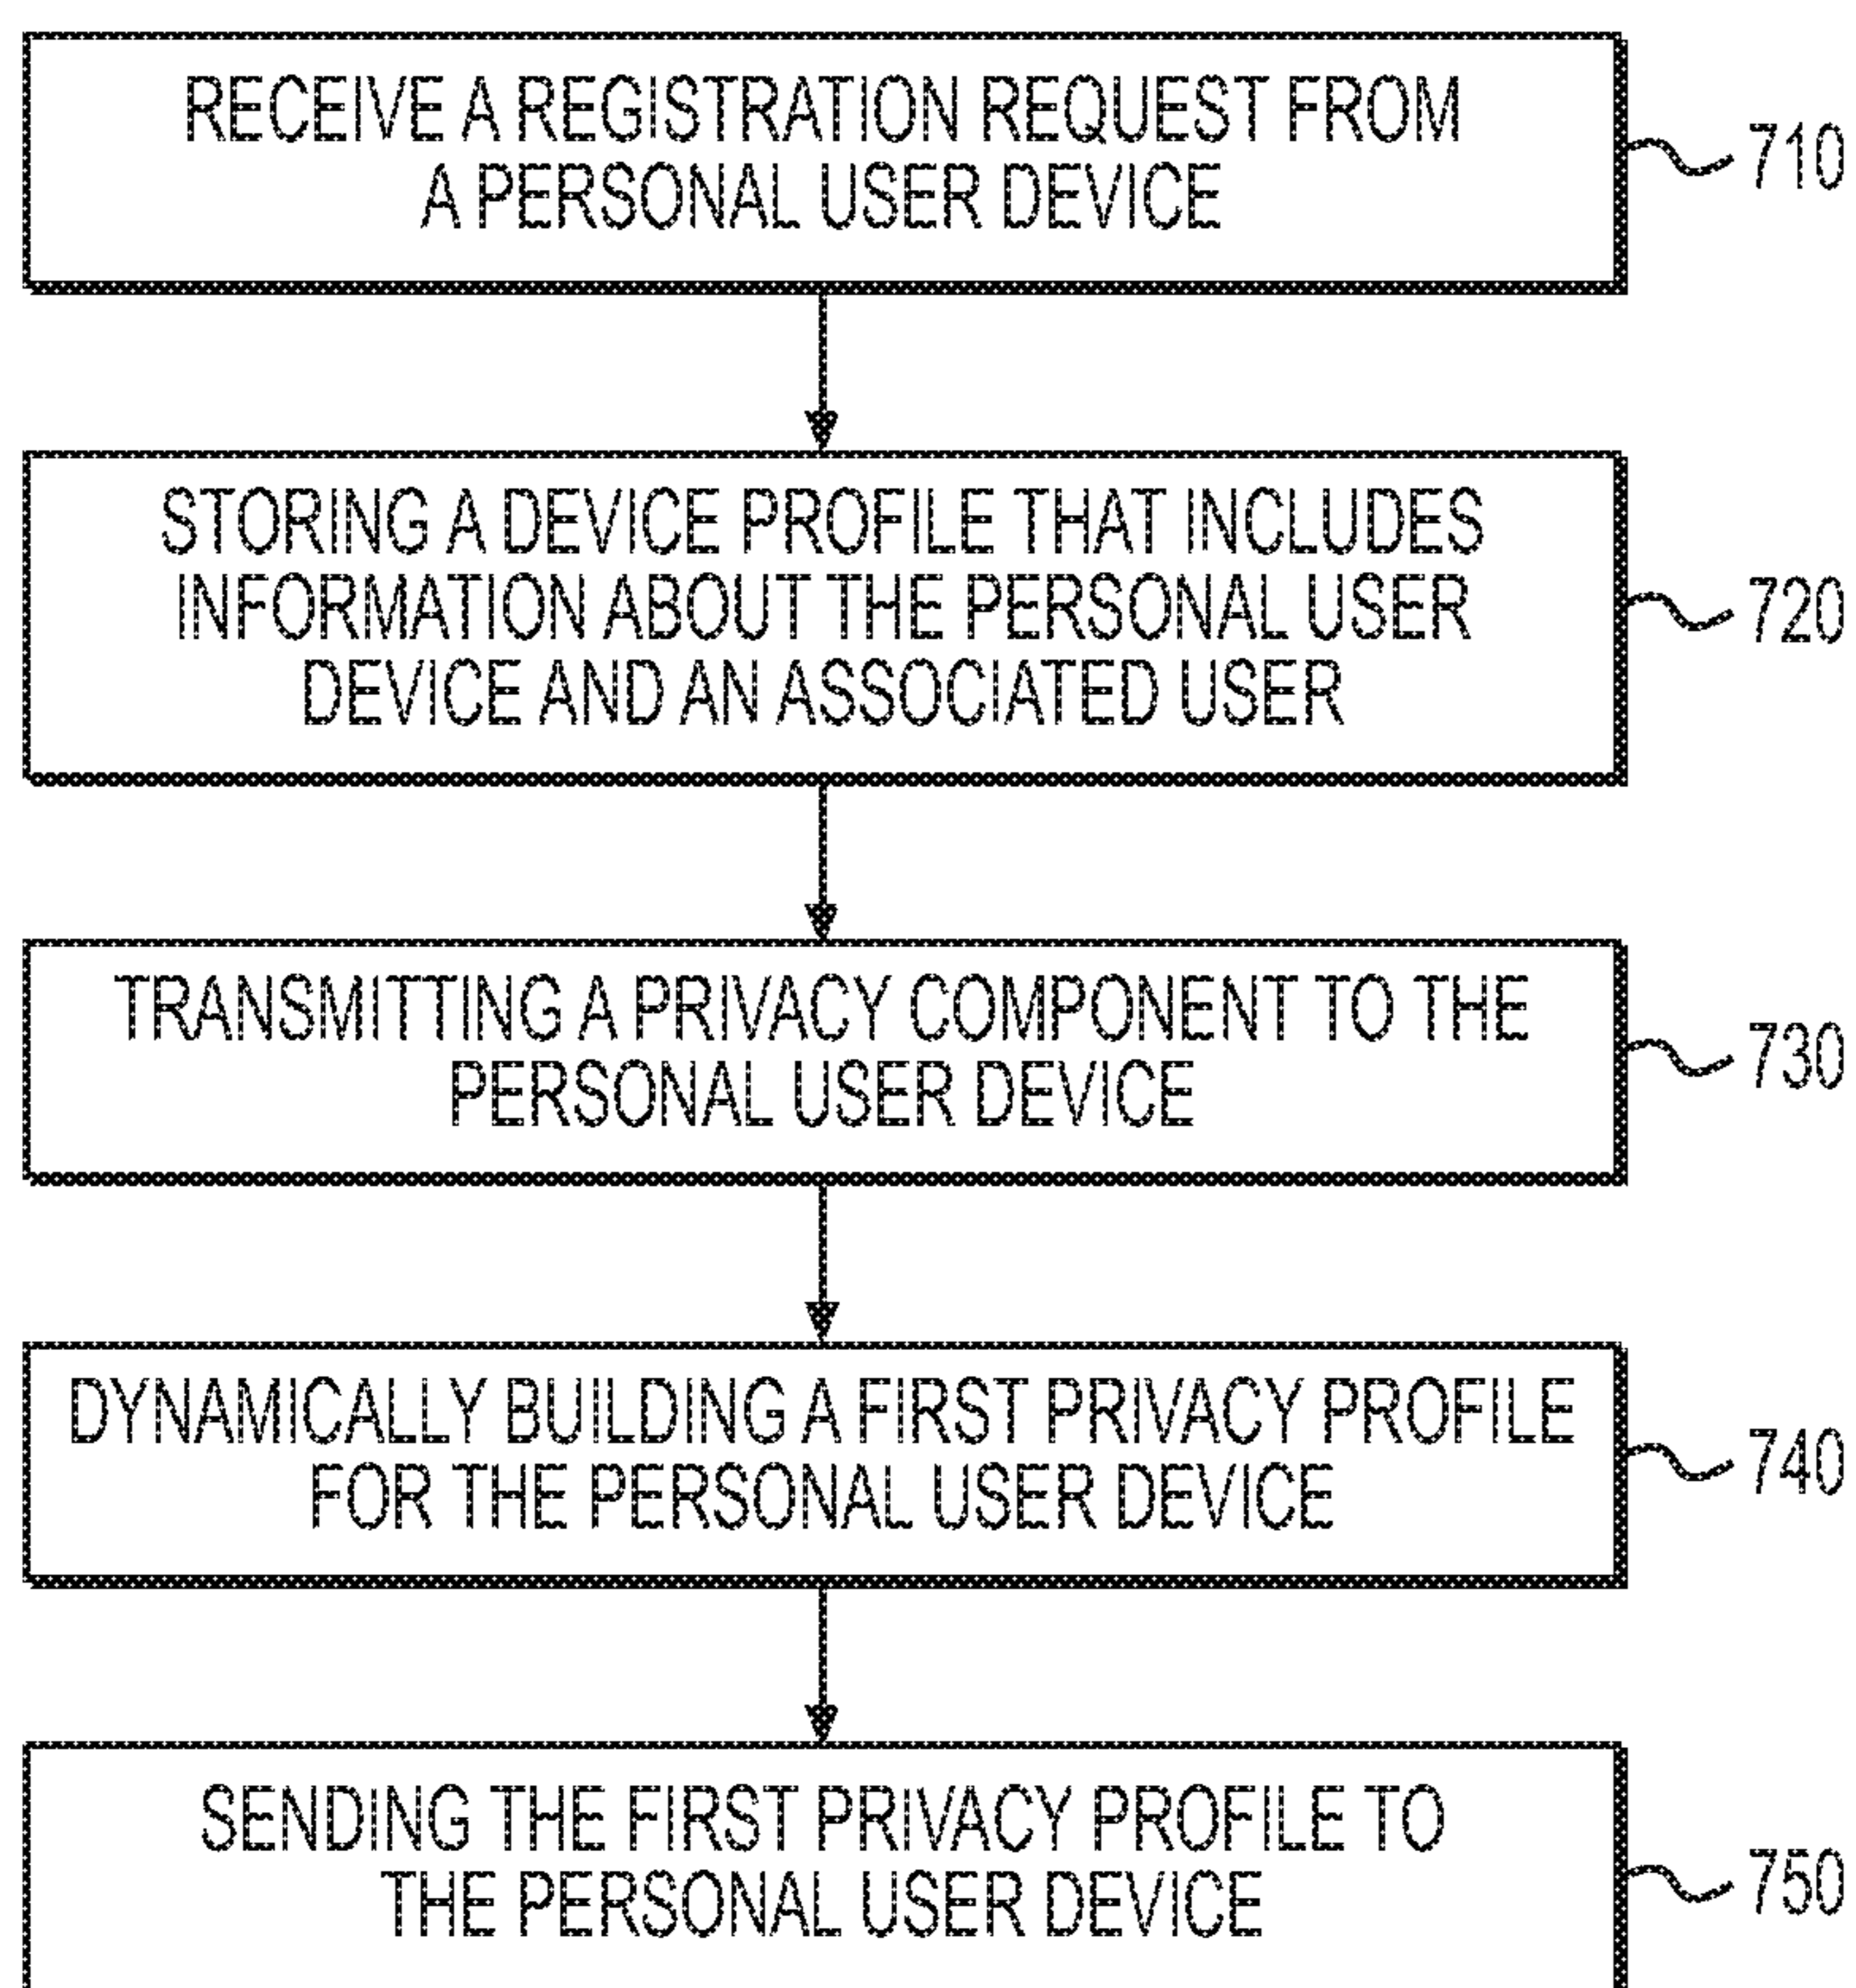 RECEIVE A REGISTRATION REQUEST FROM
A PERSONAL USER DEVICE
710
STORING A DEVICE PROFILE THAT INCLUDES
INFORMATION ABOUT THE PERSONAL USER
DEVICE AND AN ASSOCIATED USER
720
TRANSMITTING A PRIVACY COMPONENT TO THE
PERSONAL USER DEVICE
730
DYNAMICALLY BUILDING A FIRST PRIVACY PROFILE
FOR THE PERSONAL USER DEVICE
740
SENDING THE FIRST PRIVACY PROFILE TO
THE PERSONAL USER DEVICE
750